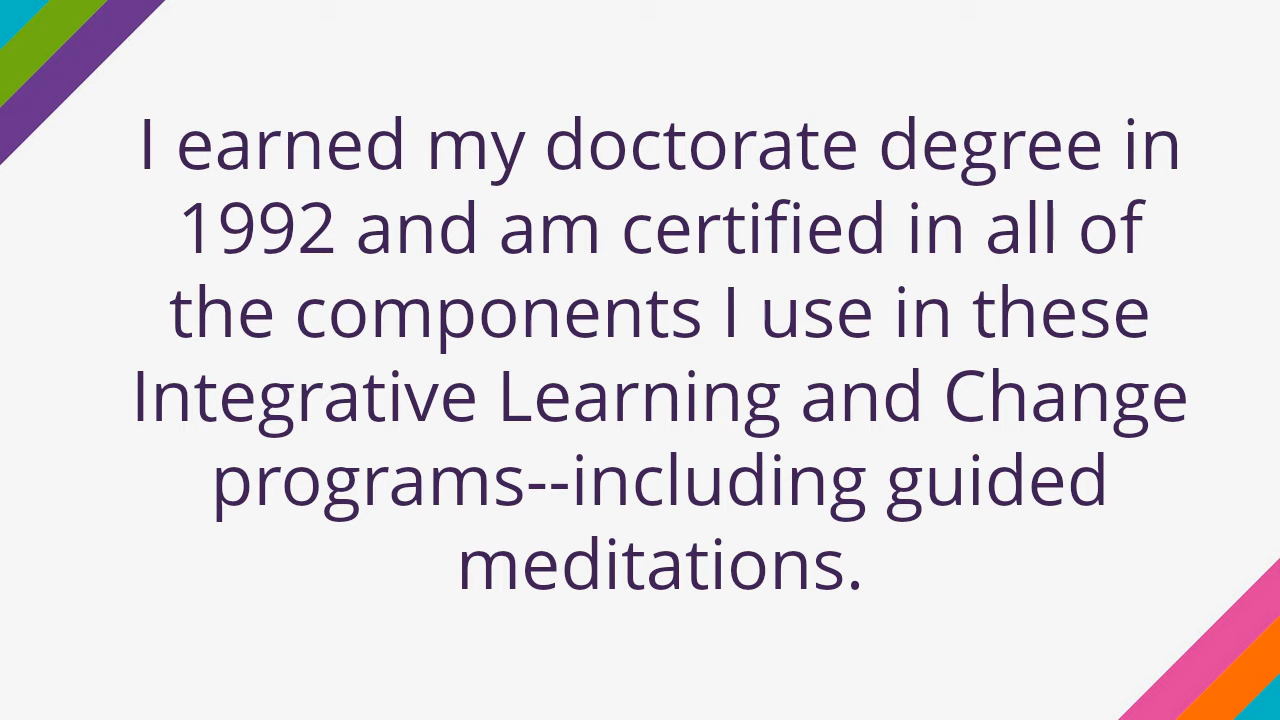 I earned my doctorate degree in
1992 and am certified in all of
the components I use in these
Integrative Learning and Change
programs--including guided
meditations.